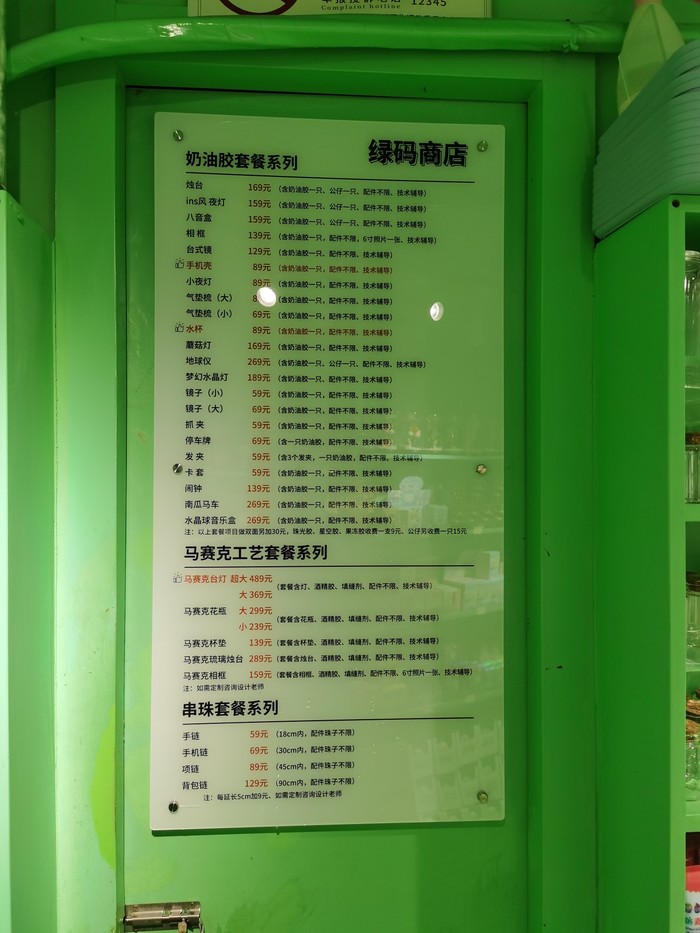 Complaint hotline 12345
绿码商店
奶油胶套餐系列
烛台 169元 (含奶油胶一只、公仔一只、配件不限、技术辅导)
ins风 夜灯 159元 (含奶油胶一只、公仔一只、配件不限、技术辅导)
八音盒 159元 (含奶油胶一只、公仔一只、配件不限、技术辅导)
相 框 139元 (含奶油胶一只，配件不限，6寸照片一张、技术辅导)
台式镜 129元 (含奶油胶一只，配件不限、技术辅导)
手机壳 89元 (含奶油胶一只，配件不限、技术辅导)
小夜灯 89元 (含奶油胶一只，配件不限、技术辅导)
气垫梳（大） (含奶油胶一只，配件不限、技术辅导)
气垫梳（小） 69元 (含奶油胶一只，配件不限、技术辅导)
水杯 89元 (含奶油胶一只，配件不限、技术辅导)
蘑菇灯 169元 (含奶油胶一只，配件不限、技术辅导)
地球仪 269元 (含奶油胶一只、公仔一只、配件不限、技术辅导)
梦幻水晶灯 189元 (含奶油胶一只、配件不限、技术辅导)
镜子（小） 59元 (含奶油胶一只，配件不限、技术辅导)
镜子（大） 69元 (含奶油胶一只，配件不限、技术辅导)
抓 夹 59元 (含奶油胶一只，配件不限、技术辅导)
停车牌 69元 (含一只奶油胶，配件不限、技术辅导)
发 夹 59元 (含3个发夹，一只奶油胶，配件不限、技术辅导)
卡 套 59元 (含奶油胶一只，配件不限、技术辅导)
闹钟 139元 (含奶油胶一只，配件不限、技术辅导)
南瓜马车 269元 (含奶油胶一只，配件不限、技术辅导)
水晶球音乐盒 269元 (含奶油胶一只，配件不限、技术辅导)
注：以上套餐项目做双面另加30元，珠光胶、星空胶、果冻胶收费一支9元、公仔另收费一只15元
马赛克工艺套餐系列
马赛克台灯 超大 489元 (套餐含灯、酒精胶、填缝剂、配件不限、技术辅导)
大 369元
马赛克花瓶 大 299元 (套餐含花瓶、酒精胶、填缝剂、配件不限、技术辅导)
小 239元
马赛克杯垫 139元 (套餐含杯垫、酒精胶、填缝剂、配件不限、技术辅导)
马赛克琉璃烛台 289元 (套餐含烛台、酒精胶、填缝剂、配件不限、技术辅导)
马赛克相框 159元 (套餐含相框、酒精胶、填缝剂、配件不限、6寸照片一张、技术辅导)
注：如需定制咨询设计老师
串珠套餐系列
手链 59元 (18cm内，配件珠子不限)
手机链 69元 (30cm内，配件珠子不限)
项链 89元 (45cm内，配件珠子不限)
背包链 129元 (90cm内，配件珠子不限)
注：每延长5cm加9元、如需定制咨询设计老师